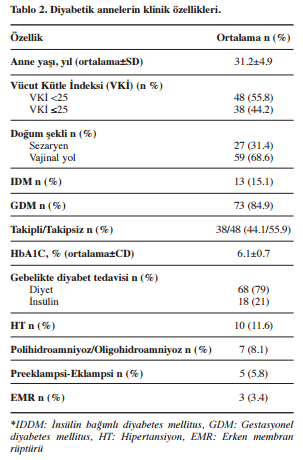 Tablo 2. Diyabetik annelerin klinik özellikleri.
Özellik Ortalama n (%)
Anne yaşı, yıl (ortalama±SD) 31.2±4.9
Vücut Kütle İndeksi (VKİ) (n %)
VKİ <25 48 (55.8)
VKİ ≤25 38 (44.2)
Doğum şekli n (%)
Sezaryen 27 (31.4)
Vajinal yol 59 (68.6)
IDM n (%) 13 (15.1)
GDM n (%) 73 (84.9)
Takipli/Takipsiz n (%) 38/48 (44.1/55.9)
HbA1C, % (ortalama±CD) 6.1±0.7
Gebelikte diyabet tedavisi n (%)
Diyet 68 (79)
İnsülin 18 (21)
HT n (%) 10 (11.6)
Polihidroamniyoz/Oligohidroamniyoz n (%) 7 (8.1)
Preeklampsi-Eklampsi n (%) 5 (5.8)
EMR n (%) 3 (3.4)
*IDDM: İnsülin bağımlı diyabetes mellitus, GDM: Gestasyonel
diyabetes mellitus, HT: Hipertansiyon, EMR: Erken membran
rüptürü